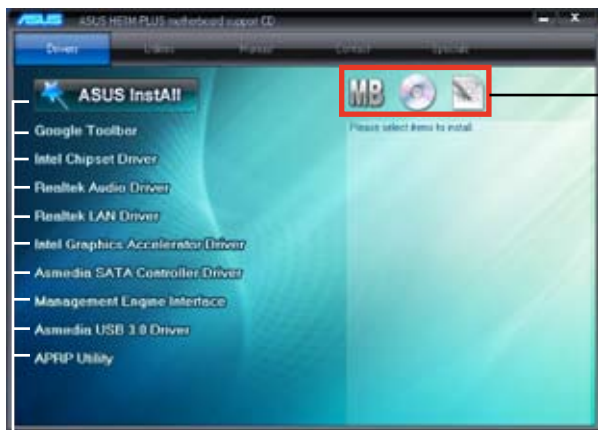 ASUS ASUS H61M PLUS motherboard support CD
Drivers Utilities Manual Contact Specials
ASUS InstAll
MB
Please select items to install.
Google Toolbar
Intel Chipset Driver
Realtek Audio Driver
Realtek LAN Driver
Intel Graphics Accelerator Driver
Asmedia SATA Controller Driver
Management Engine Interface
Asmedia USB 3.0 Driver
APRP Utility